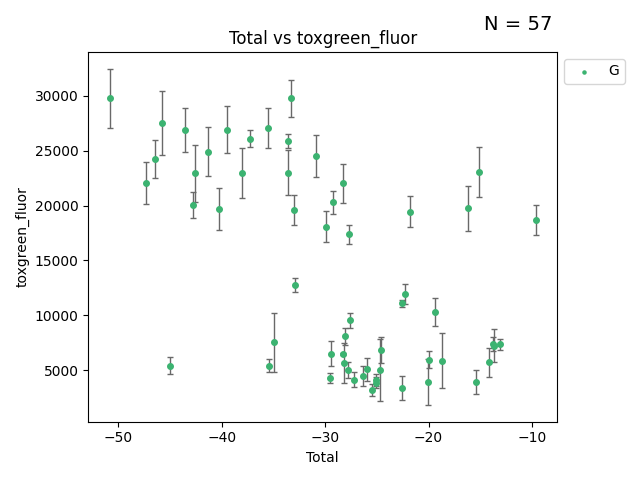 N = 57
Total vs toxgreen_fluor
G
30000
25000
20000
15000
10000
5000
toxgreen_fluor
−50 −40 −30 −20 −10
Total